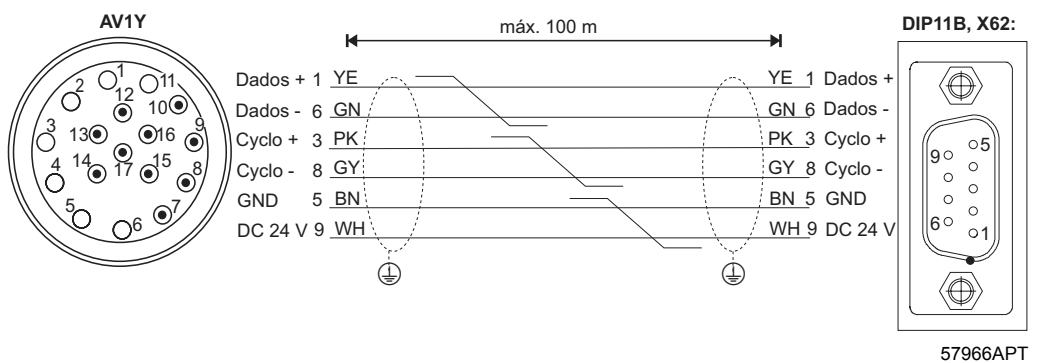 AV1Y
máx. 100 m
DIP11B, X62:
Dados + 1 YE YE 1 Dados +
Dados - 6 GN GN 6 Dados -
Cyclo + 3 PK PK 3 Cyclo +
Cyclo - 8 GY GY 8 Cyclo -
GND 5 BN BN 5 GND
DC 24 V 9 WH WH 9 DC 24 V
1
2
11
12
10
3
13
16
9
4
14
17
15
8
5
6
7
9
5
6
1
57966APT